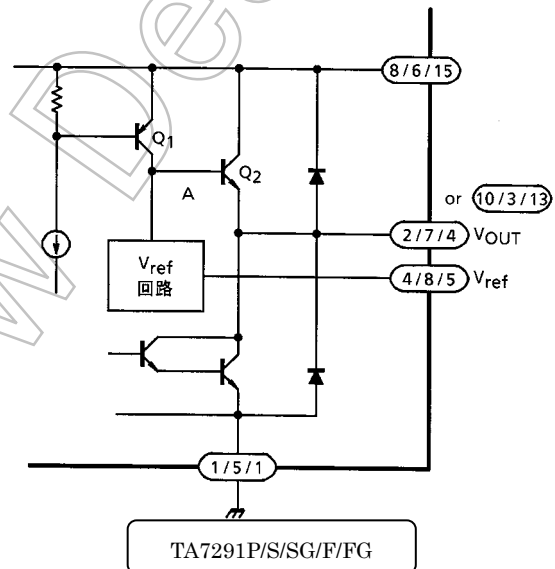 8/6/15
Q1
Q2
A
or 10/3/13
2/7/4 VOUT
Vref
回路
4/8/5 Vref
1/5/1
TA7291P/S/SG/F/FG
w De